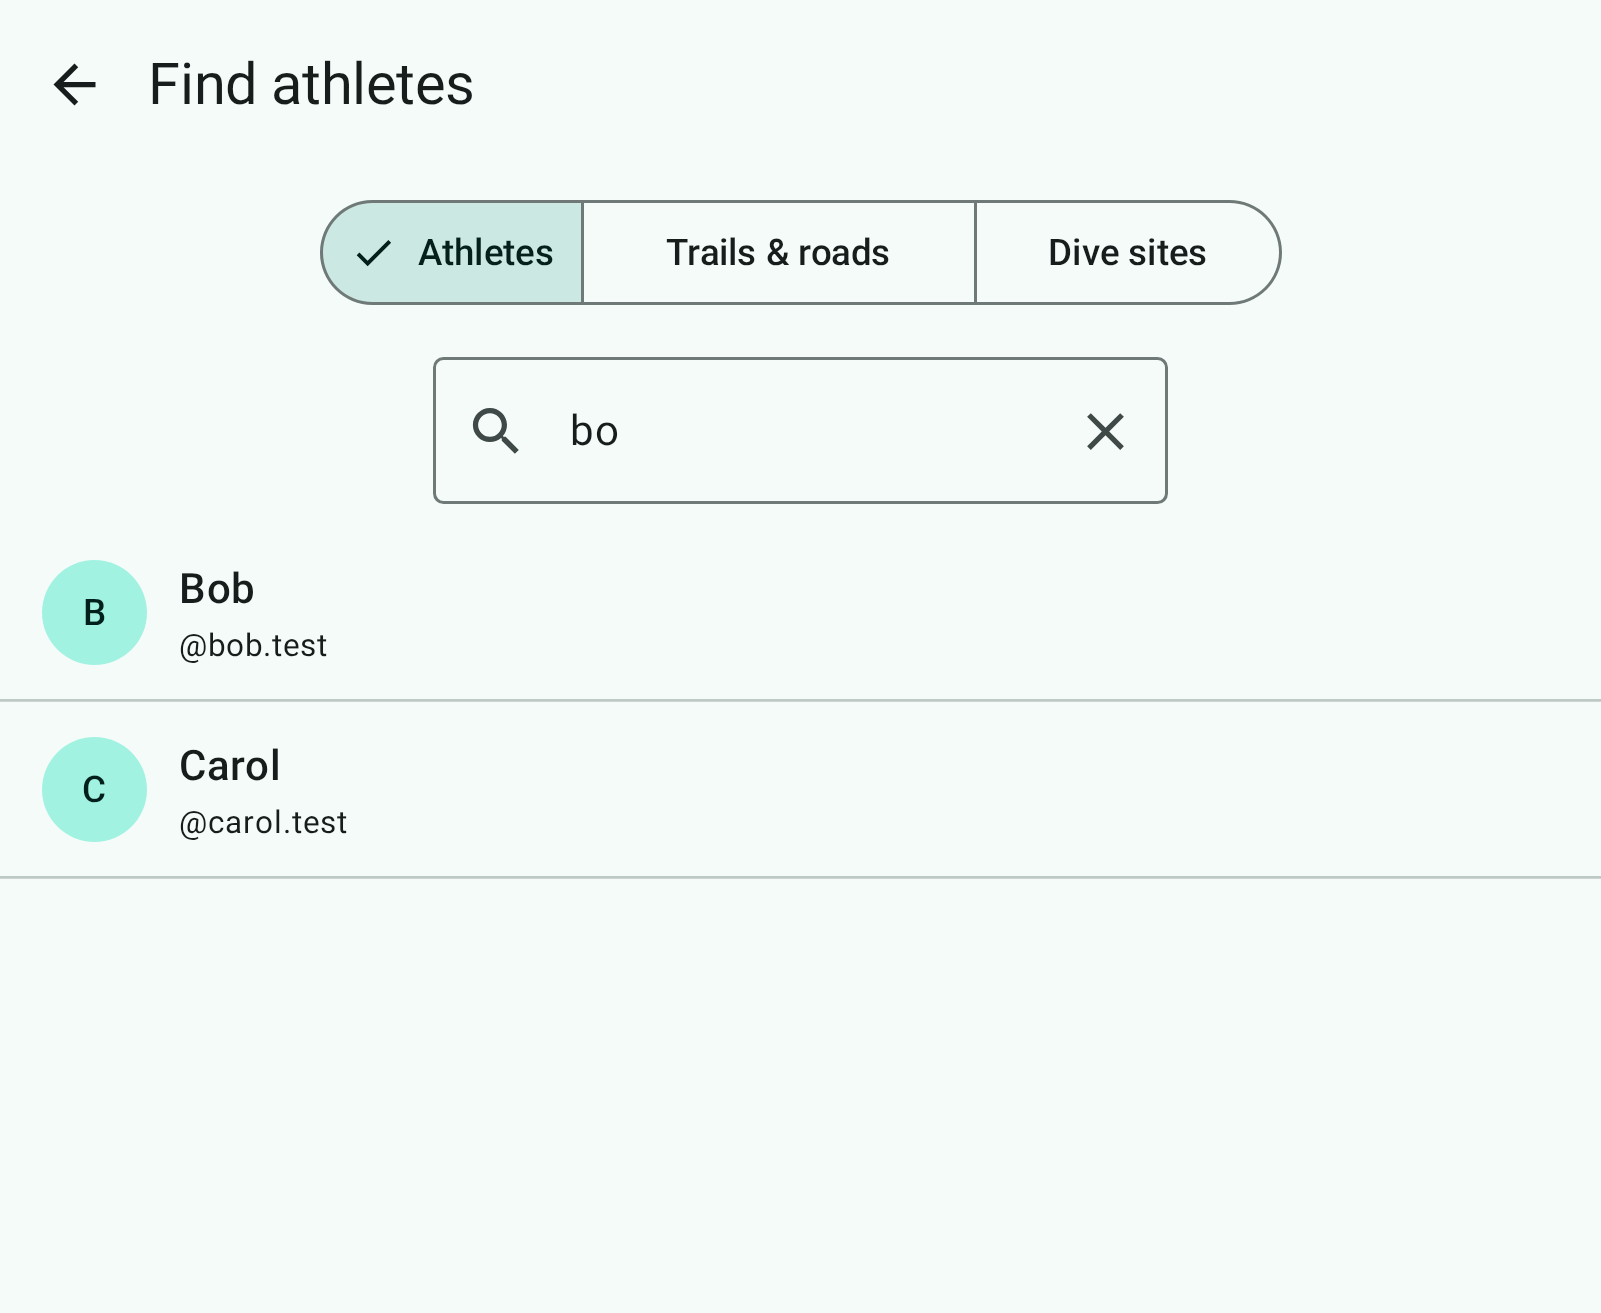 Find athletes
Athletes
Trails & roads
Dive sites
bo
B
Bob
@bob.test
C
Carol
@carol.test